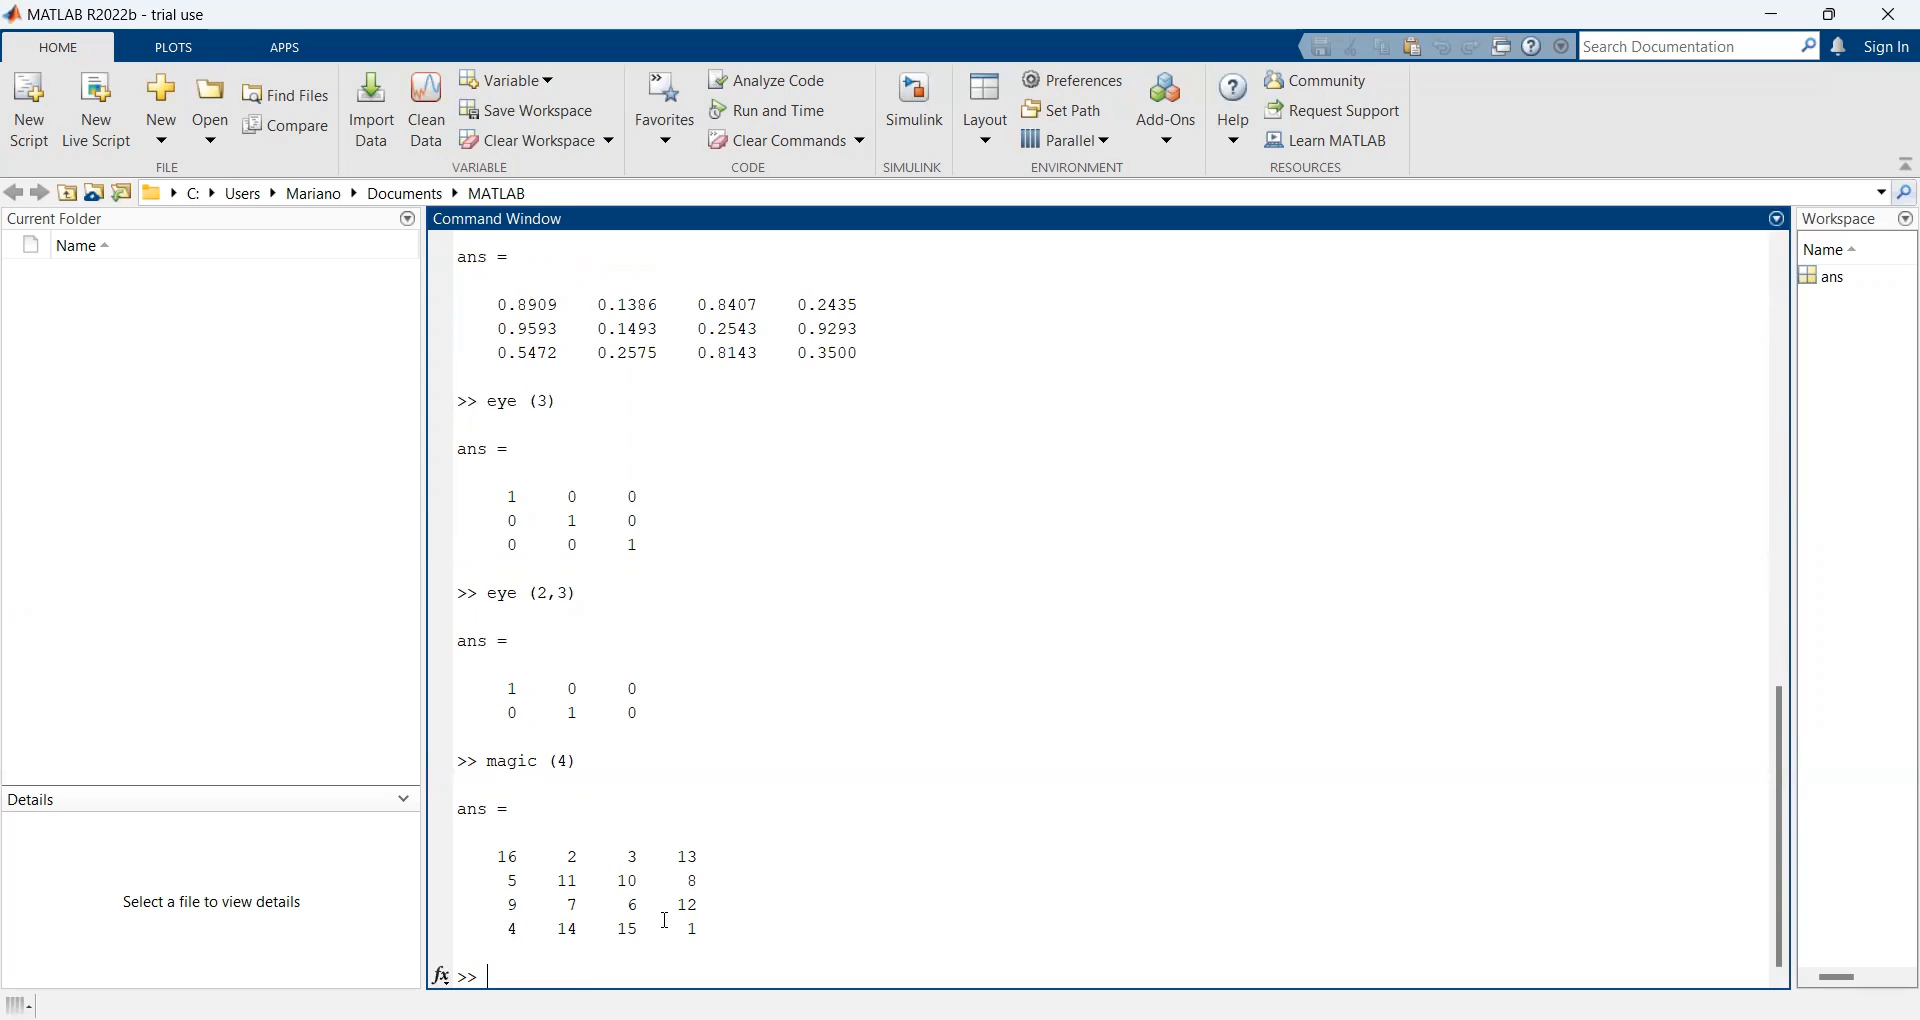 MATLAB R2022b - trial use
HOME PLOTS APPS
Search Documentation
Sign In
New Script
New Live Script
New
Open
Find Files
Compare
FILE
Import Data
Clean Data
Variable
Save Workspace
Clear Workspace
VARIABLE
Favorites
Analyze Code
Run and Time
Clear Commands
CODE
Simulink
SIMULINK
Layout
Preferences
Set Path
Parallel
Add-Ons
ENVIRONMENT
Help
Community
Request Support
Learn MATLAB
RESOURCES
C: Users Mariano Documents MATLAB
Current Folder
Name
Details
Select a file to view details
Command Window
ans =
0.8909 0.1386 0.8407 0.2435
0.9593 0.1493 0.2543 0.9293
0.5472 0.2575 0.8143 0.3500
>> eye (3)
ans =
1 0 0
0 1 0
0 0 1
>> eye (2,3)
ans =
1 0 0
0 1 0
>> magic (4)
ans =
16 2 3 13
5 11 10 8
9 7 6 12
4 14 15 1
fx >>
Workspace
Name
ans